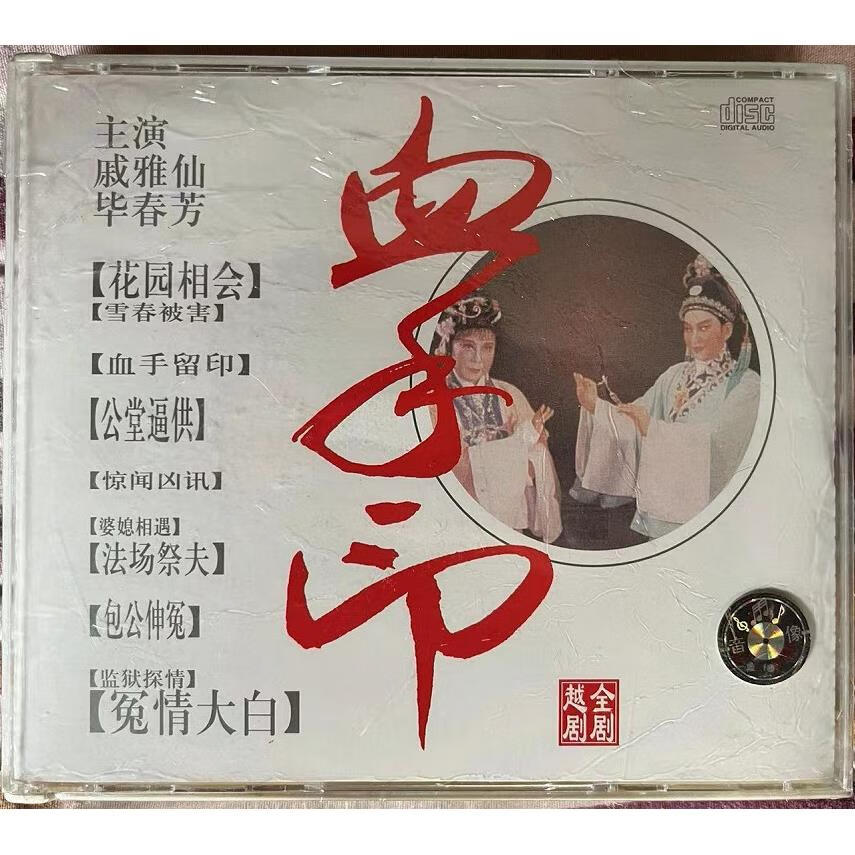 主演
戚雅仙
毕春芳
【花园相会】
【雪春被害】
【血手留印】
【公堂逼供】
【惊闻凶讯】
【婆媳相遇】
【法场祭夫】
【包公伸冤】
【监狱探情】
【冤情大白】
血手印
COMPACT
disc
DIGITAL AUDIO
音像
全剧
越剧